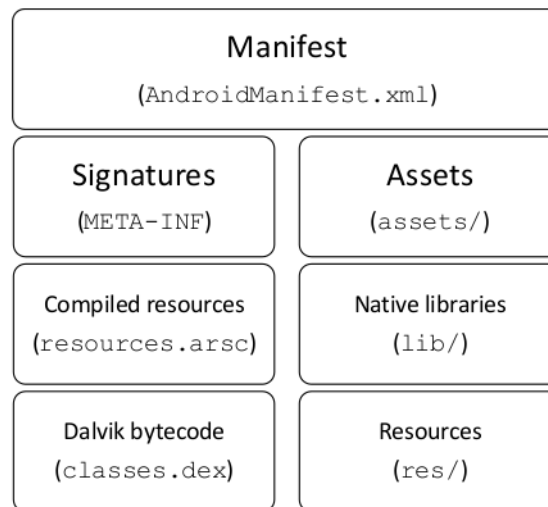 Manifest
(AndroidManifest.xml)
Signatures
(META-INF)
Assets
(assets/)
Compiled resources
(resources.arsc)
Native libraries
(lib/)
Dalvik bytecode
(classes.dex)
Resources
(res/)